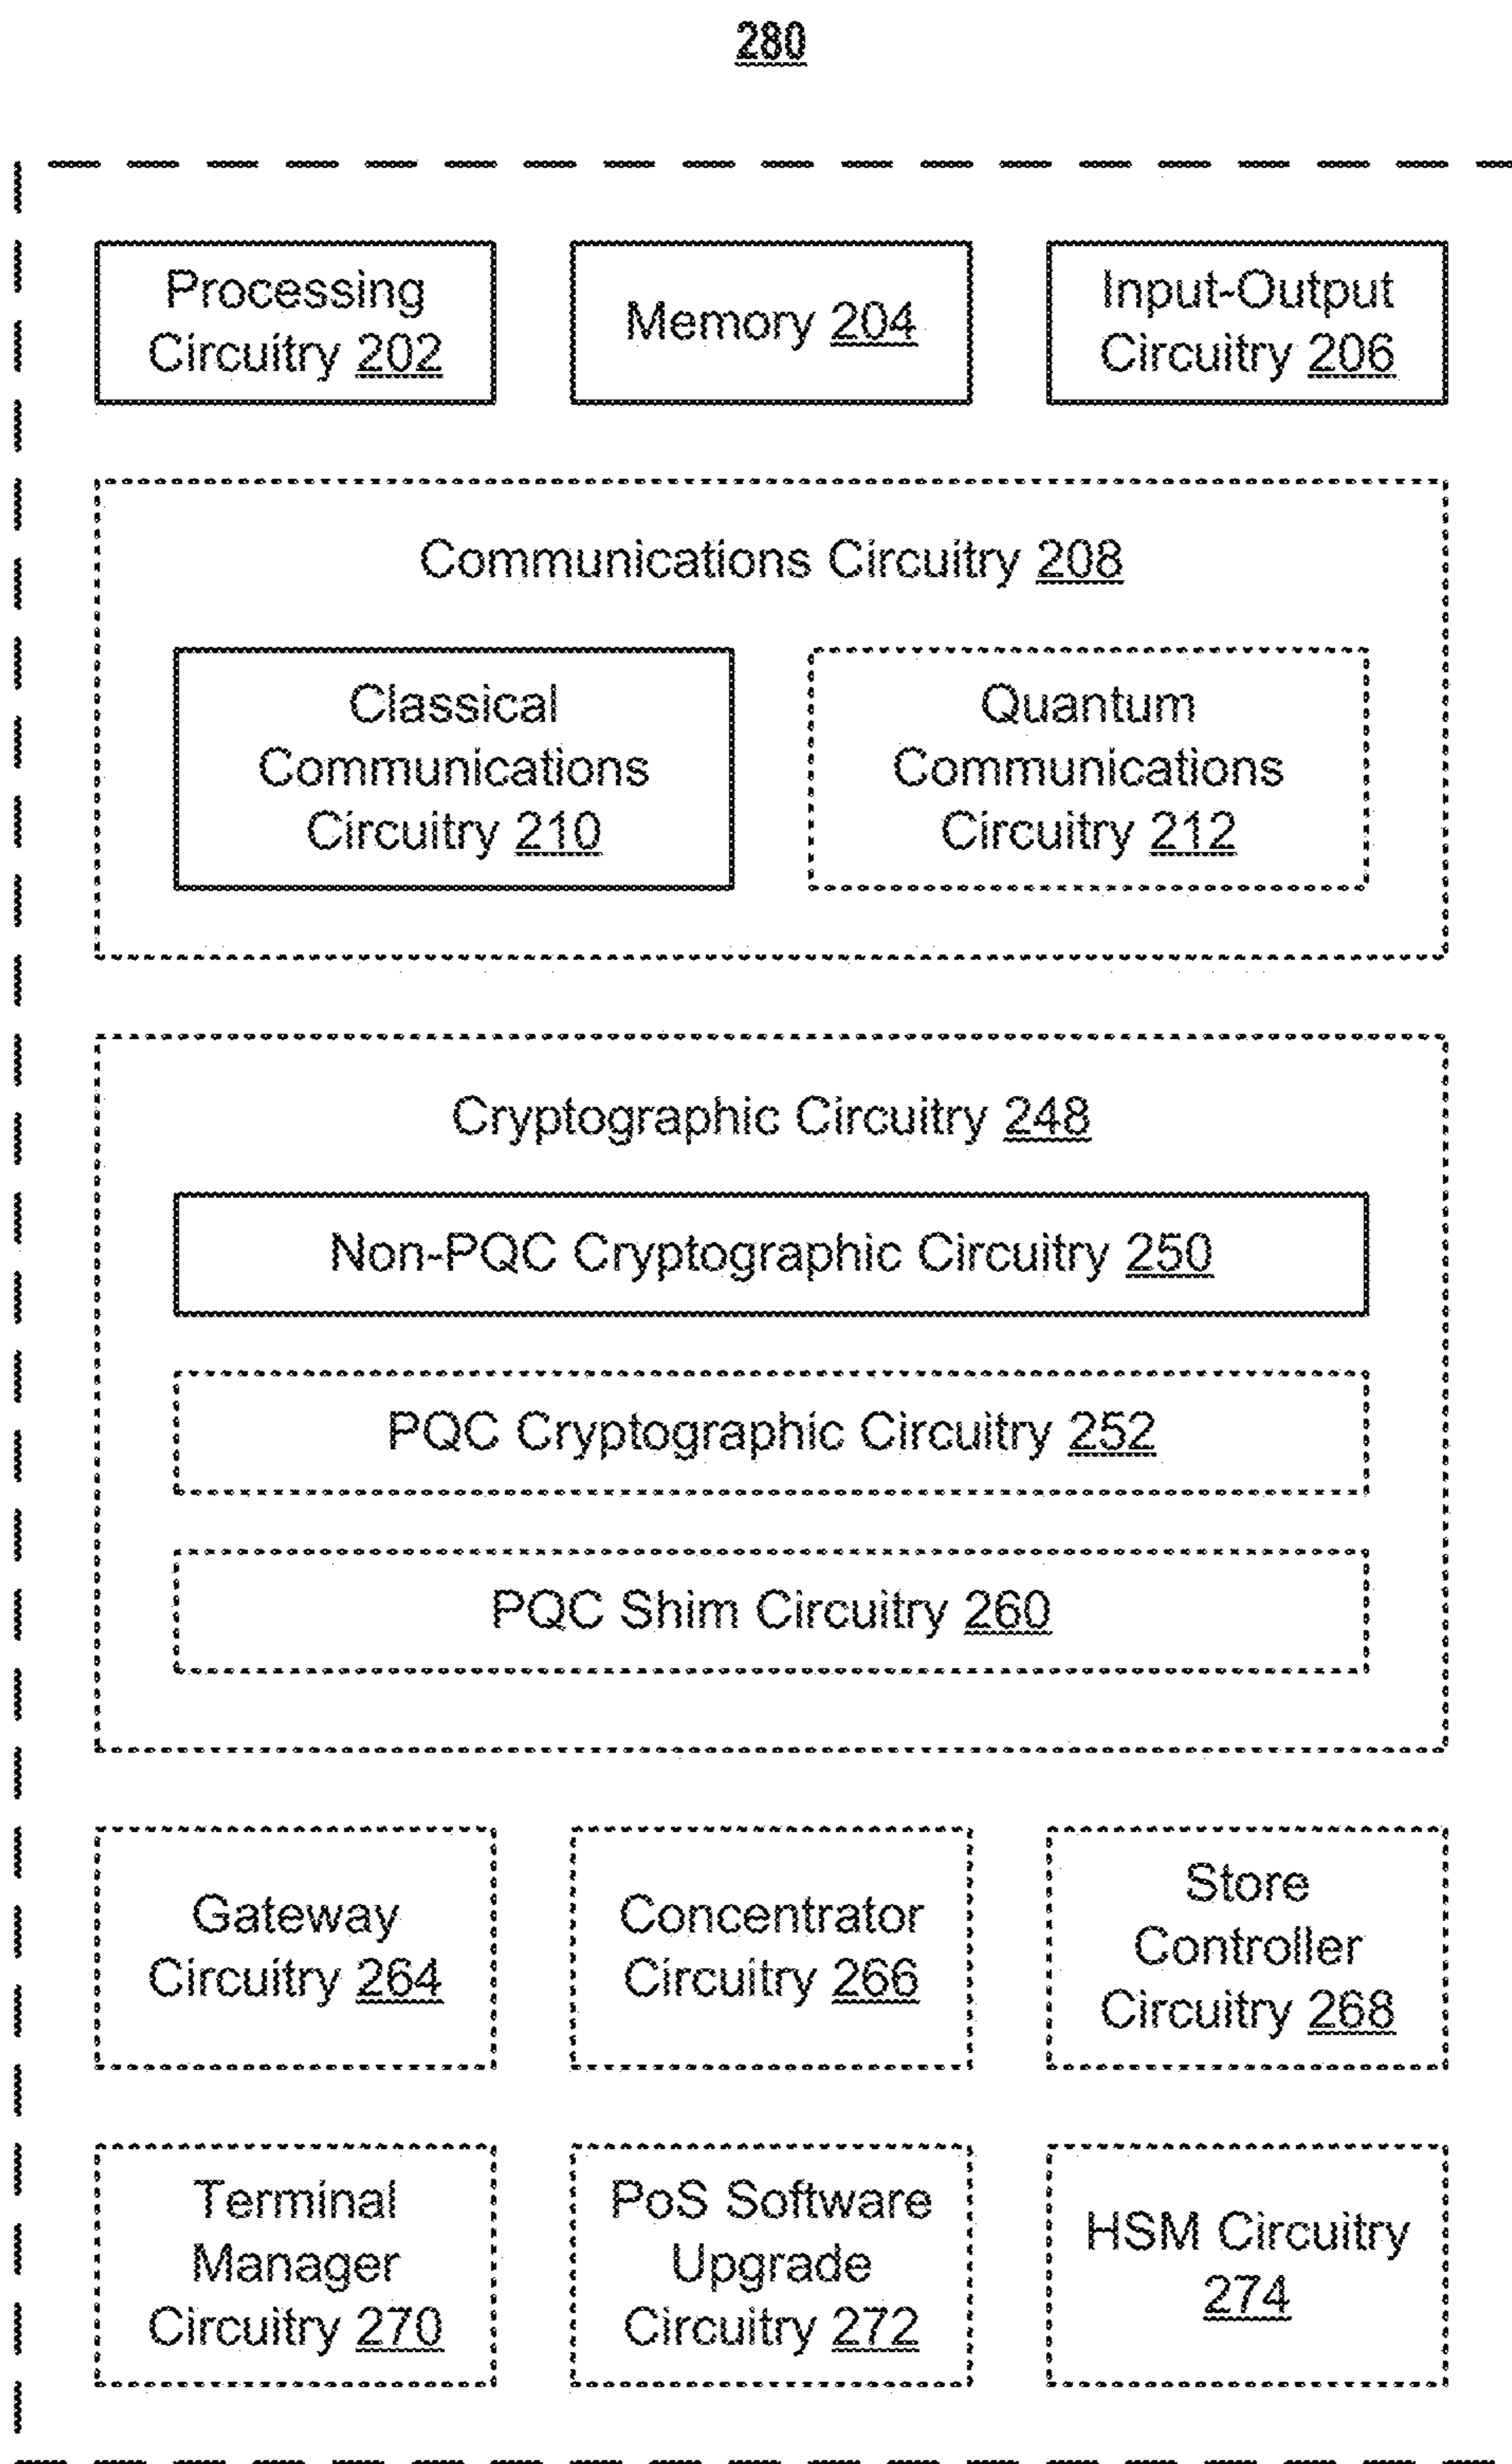 280
Processing
Circuitry 202
Memory 204
Input-Output
Circuitry 206
Communications Circuitry 208
Classical
Communications
Circuitry 210
Quantum
Communications
Circuitry 212
Cryptographic Circuitry 248
Non-PQC Cryptographic Circuitry 250
PQC Cryptographic Circuitry 252
PQC Shim Circuitry 260
Gateway
Circuitry 264
Concentrator
Circuitry 266
Store
Controller
Circuitry 268
Terminal
Manager
Circuitry 270
PoS Software
Upgrade
Circuitry 272
HSM Circuitry
274